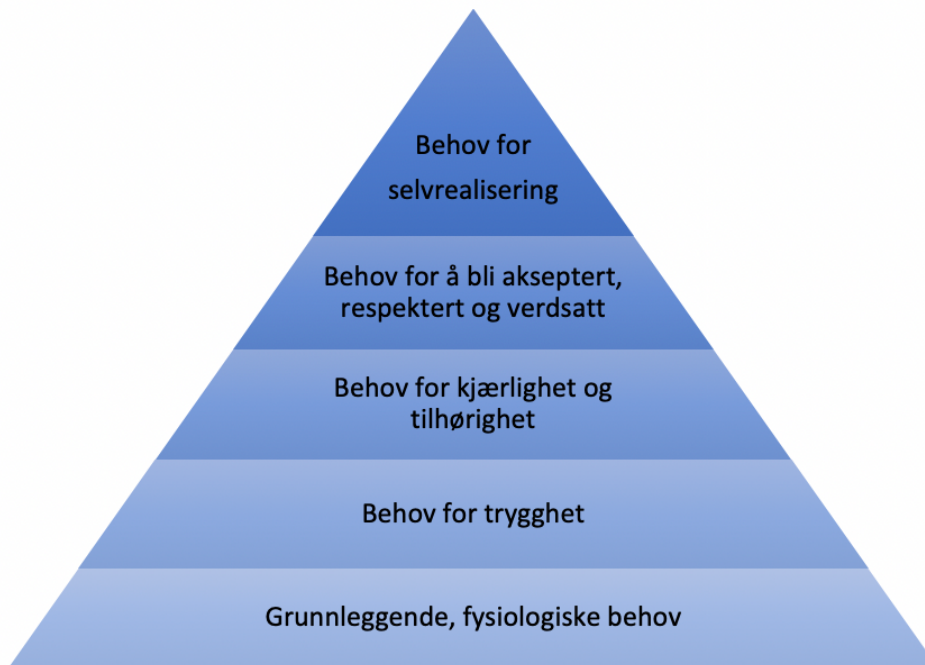 Behov for
selvrealisering
Behov for å bli akseptert,
respektert og verdsatt
Behov for kjærlighet og
tilhørighet
Behov for trygghet
Grunnleggende, fysiologiske behov